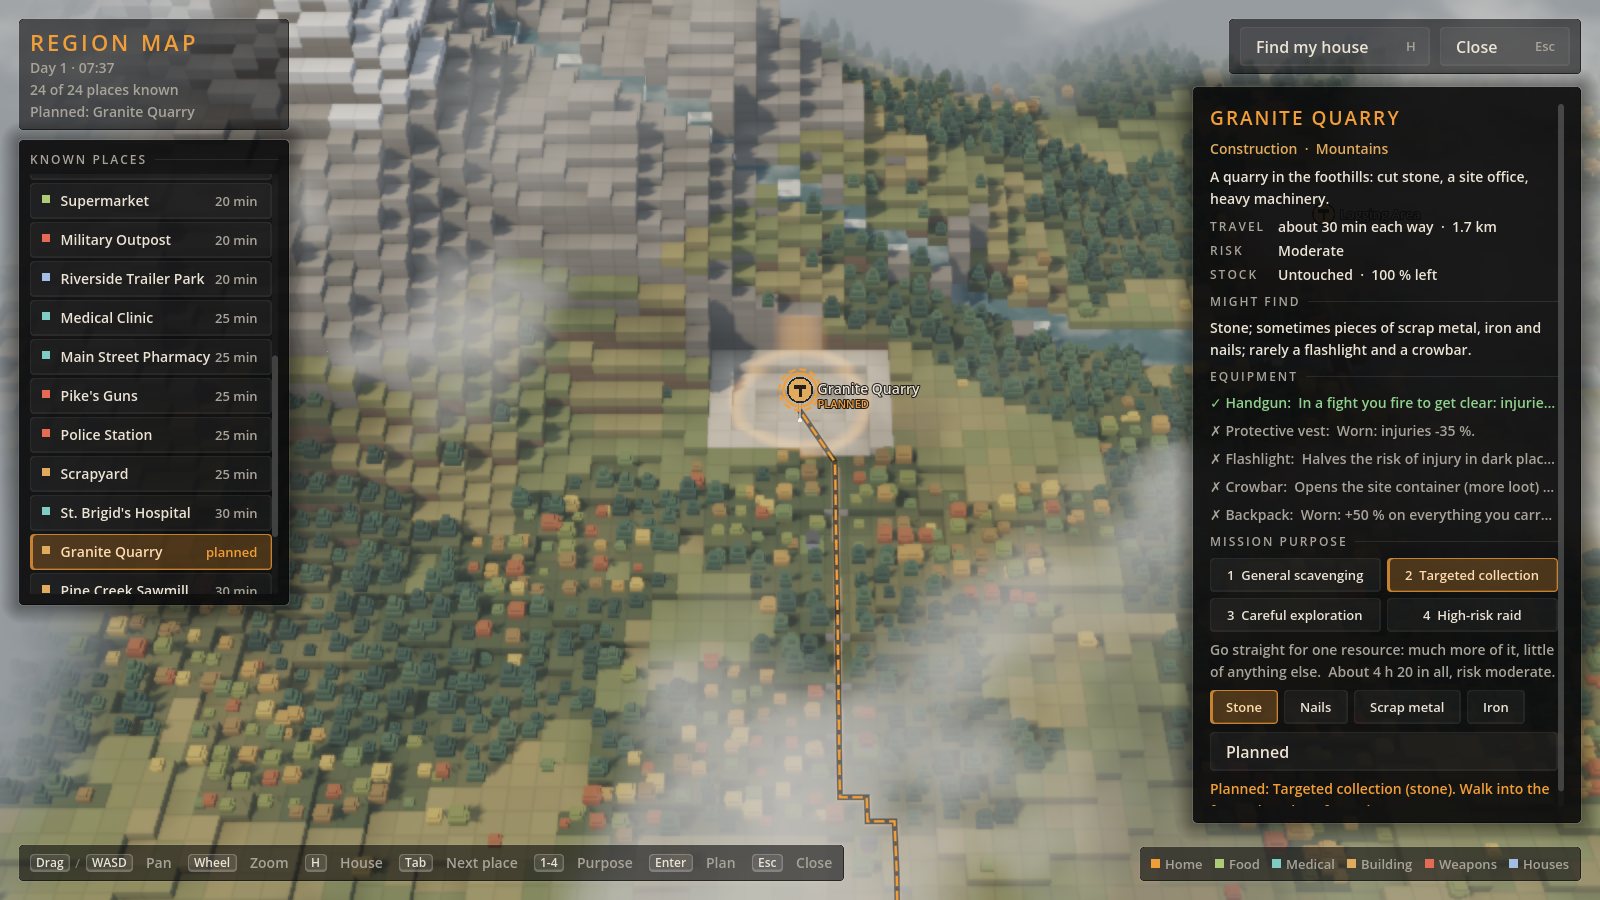 REGION MAP
Day 1 · 07:37
24 of 24 places known
Planned: Granite Quarry
KNOWN PLACES
Supermarket 20 min
Military Outpost 20 min
Riverside Trailer Park 20 min
Medical Clinic 25 min
Main Street Pharmacy 25 min
Pike's Guns 25 min
Police Station 25 min
Scrapyard 25 min
St. Brigid's Hospital 30 min
Granite Quarry planned
Pine Creek Sawmill 30 min
Granite Quarry
PLANNED
Find my house H
Close Esc
GRANITE QUARRY
Construction · Mountains
A quarry in the foothills: cut stone, a site office,
heavy machinery.
TRAVEL about 30 min each way · 1.7 km
RISK Moderate
STOCK Untouched · 100 % left
MIGHT FIND
Stone; sometimes pieces of scrap metal, iron and
nails; rarely a flashlight and a crowbar.
EQUIPMENT
✓ Handgun: In a fight you fire to get clear: injurie...
✗ Protective vest: Worn: injuries -35 %.
✗ Flashlight: Halves the risk of injury in dark plac...
✗ Crowbar: Opens the site container (more loot) ...
✗ Backpack: Worn: +50 % on everything you carr...
MISSION PURPOSE
1 General scavenging
2 Targeted collection
3 Careful exploration
4 High-risk raid
Go straight for one resource: much more of it, little
of anything else. About 4 h 20 in all, risk moderate.
Stone Nails Scrap metal Iron
Planned
Planned: Targeted collection (stone). Walk into the
Drag / WASD Pan Wheel Zoom H House Tab Next place 1-4 Purpose Enter Plan Esc Close
Home Food Medical Building Weapons Houses